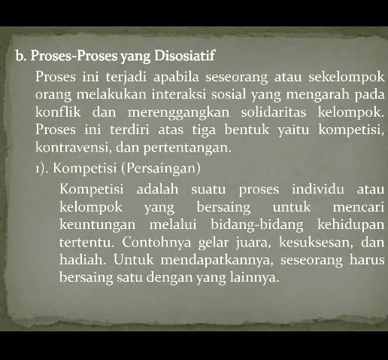 b. Proses-Proses yang Disosiatif
Proses ini terjadi apabila seseorang atau sekelompok
orang melakukan interaksi sosial yang mengarah pada
konflik dan merenggangkan solidaritas kelompok.
Proses ini terdiri atas tiga bentuk yaitu kompetisi,
kontravensi, dan pertentangan.
1). Kompetisi (Persaingan)
Kompetisi adalah suatu proses individu atau
kelompok yang bersaing untuk mencari
keuntungan melalui bidang-bidang kehidupan
tertentu. Contohnya gelar juara, kesuksesan, dan
hadiah. Untuk mendapatkannya, seseorang harus
bersaing satu dengan yang lainnya.